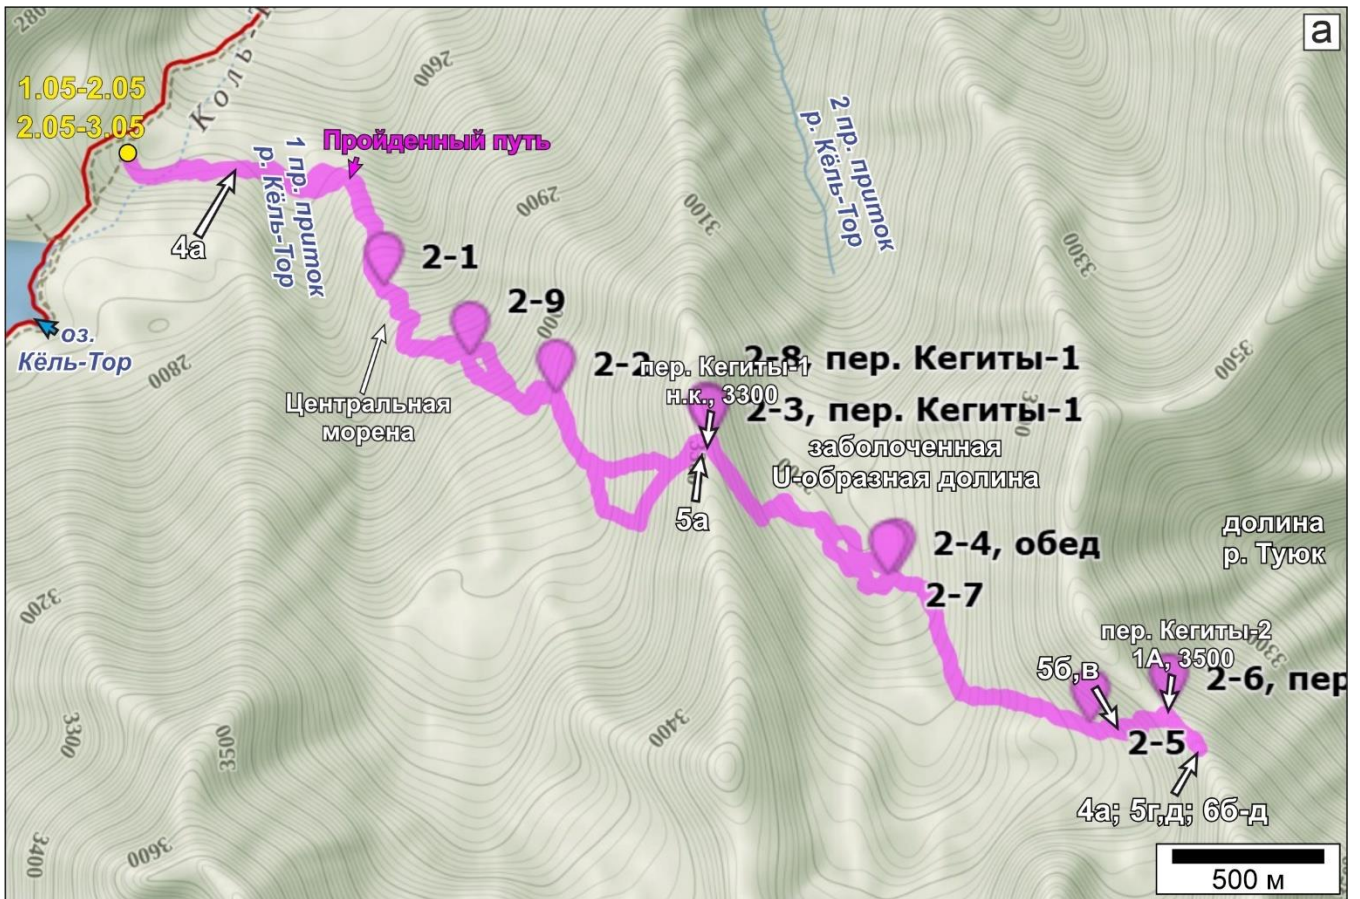 280
a
1.05-2.05
2.05-3.05
Коль-Т
2600
Пройденный путь
1 пр. приток
р. Кёль-Тор
2 пр. приток
р. Кёль-Тор
2900
3100
3300
4а
2-1
2-9
оз.
Кёль-Тор
2800
Центральная
морена
2-2
пер. Кегиты-1
н.к., 3300
2-8, пер. Кегиты-1
2-3, пер. Кегиты-1
3500
заболоченная
U-образная долина
5а
долина
р. Туюк
2-4, обед
2-7
3200
пер. Кегиты-2
1А, 3500
3300
5б,в
2-6, пер
2-5
3300
3500
3400
4а; 5г,д; 6б-д
3400
3600
500 м